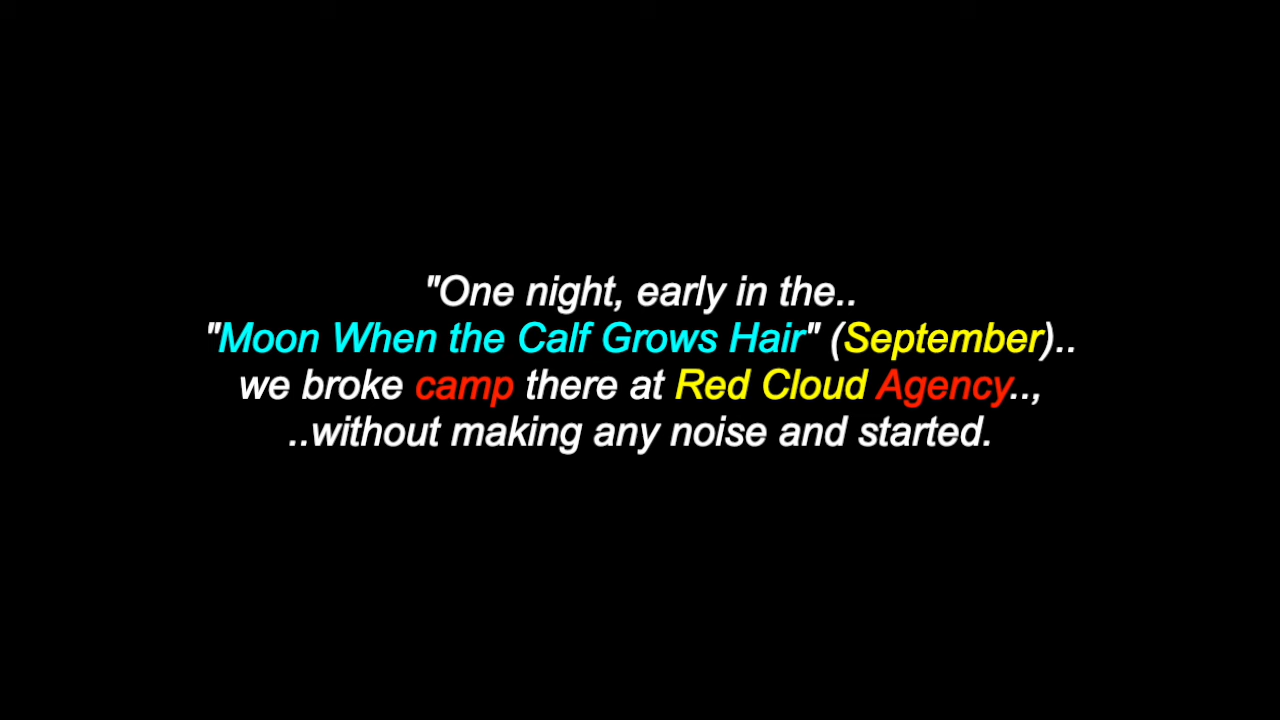 "One night, early in the..
"Moon When the Calf Grows Hair" (September)..
we broke camp there at Red Cloud Agency..,
..without making any noise and started.